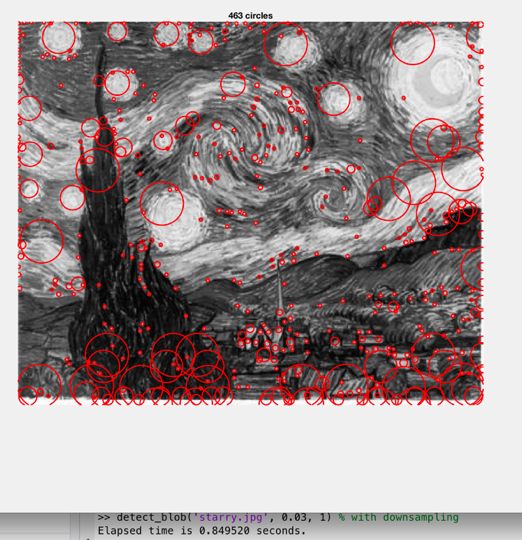 463 circles
>> detect_blob('starry.jpg', 0.03, 1) % with downsampling
Elapsed time is 0.849520 seconds.